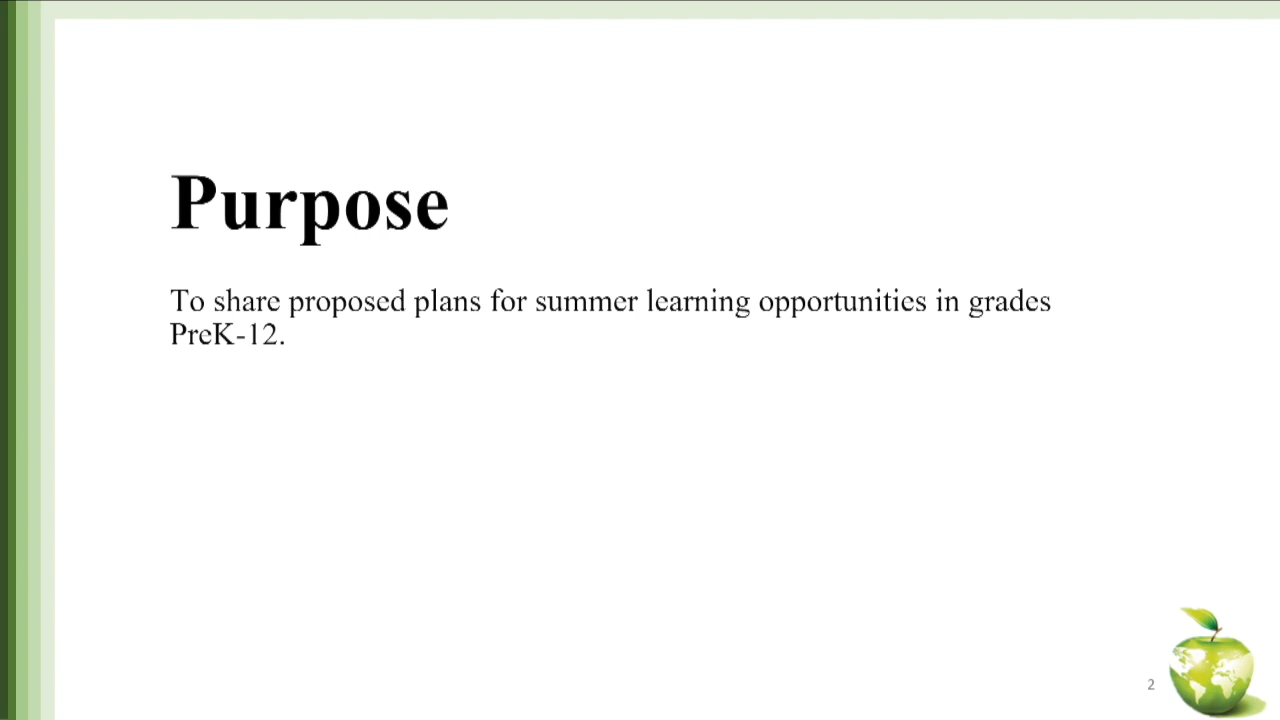 Purpose
To share proposed plans for summer learning opportunities in grades
PreK-12.
2